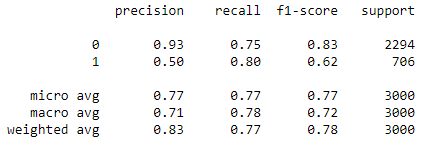 precision recall f1-score support
0 0.93 0.75 0.83 2294
1 0.50 0.80 0.62 706
micro avg 0.77 0.77 0.77 3000
macro avg 0.71 0.78 0.72 3000
weighted avg 0.83 0.77 0.78 3000